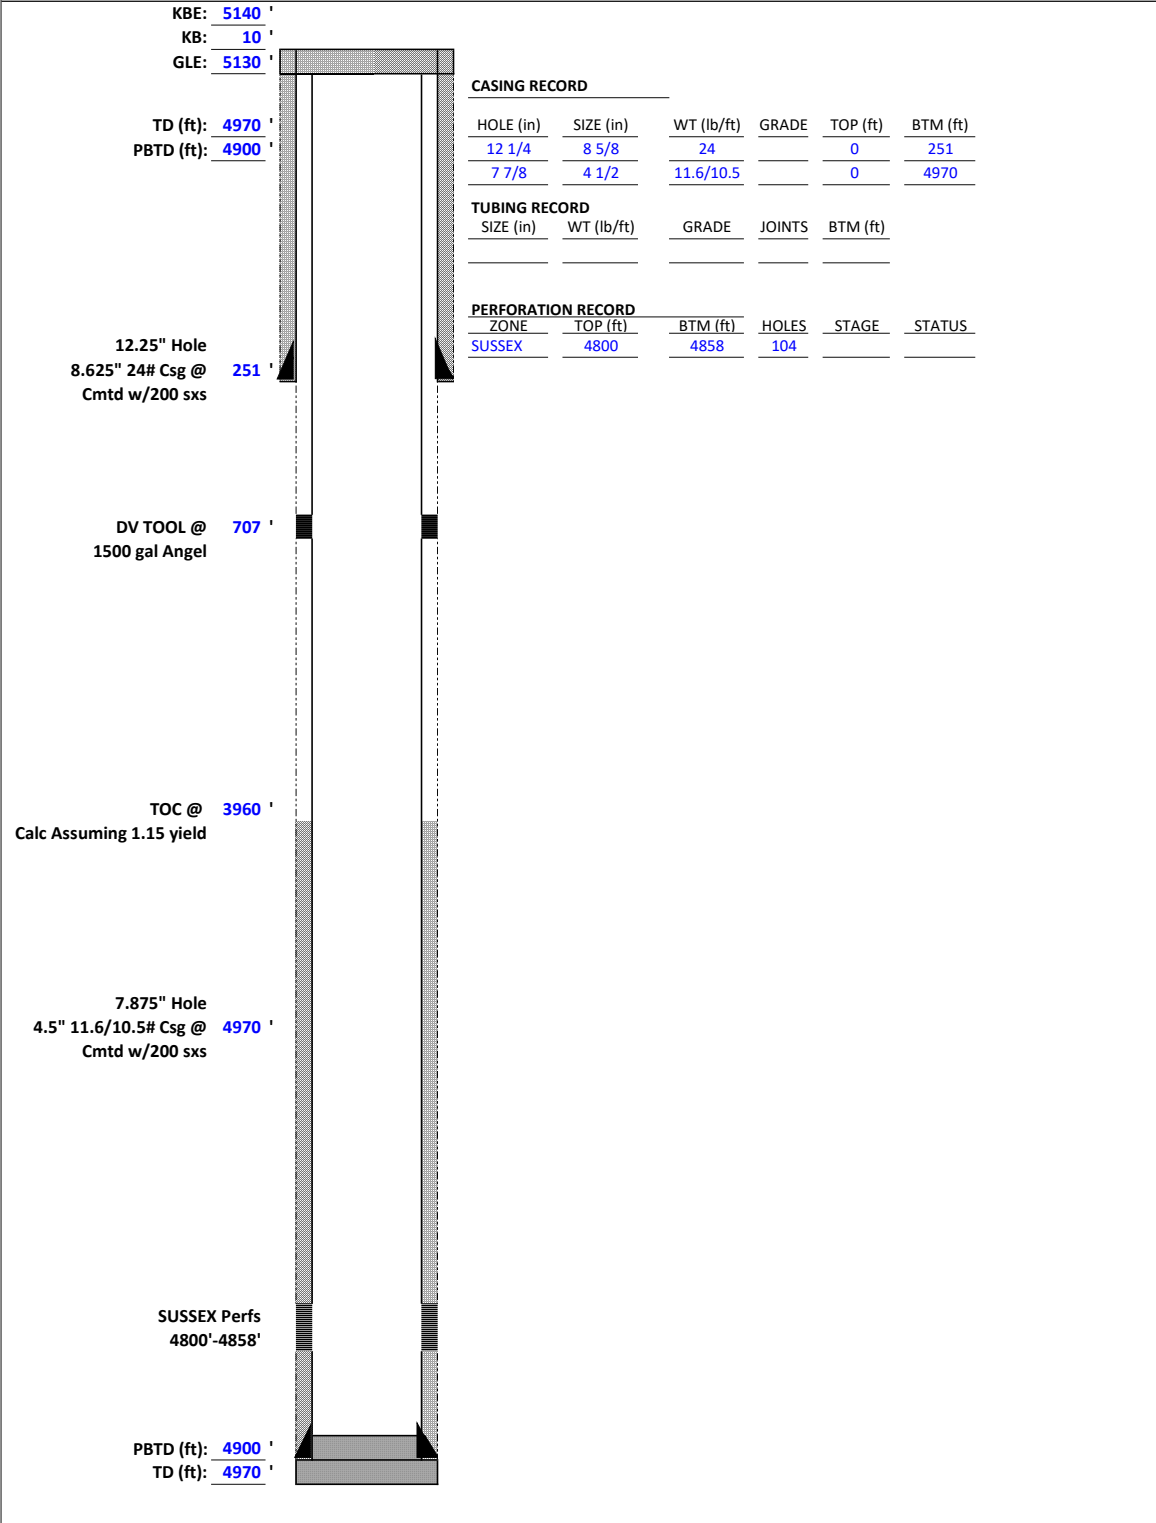 KBE: 5140 '
KB: 10 '
GLE: 5130 '
CASING RECORD
TD (ft): 4970 ' HOLE (in) SIZE (in) WT (lb/ft) GRADE TOP (ft) BTM (ft)
PBTD (ft): 4900 ' 12 1/4 8 5/8 24 0 251
7 7/8 4 1/2 11.6/10.5 0 4970
TUBING RECORD
SIZE (in) WT (lb/ft) GRADE JOINTS BTM (ft)
PERFORATION RECORD
ZONE TOP (ft) BTM (ft) HOLES STAGE STATUS
12.25" Hole SUSSEX 4800 4858 104
8.625" 24# Csg @ 251 '
Cmtd w/200 sxs
DV TOOL @ 707 '
1500 gal Angel
TOC @ 3960 '
Calc Assuming 1.15 yield
7.875" Hole
4.5" 11.6/10.5# Csg @ 4970 '
Cmtd w/200 sxs
SUSSEX Perfs
4800'-4858'
PBTD (ft): 4900 '
TD (ft): 4970 '